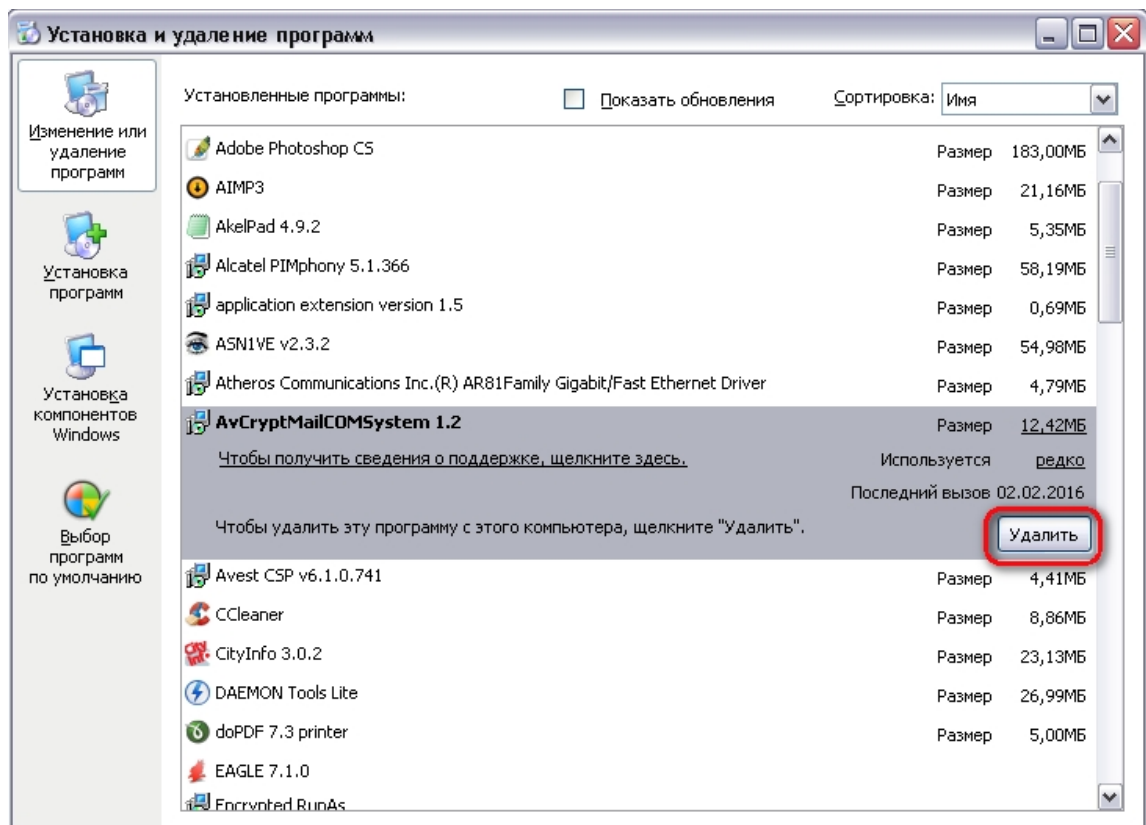 Установка и удаление программ
Изменение или
удаление
программ
Установка
программ
Установка
компонентов
Windows
Выбор
программ
по умолчанию
Установленные программы: Показать обновления Сортировка: Имя
Adobe Photoshop CS Размер 183,00МБ
AIMP3 Размер 21,16МБ
AkelPad 4.9.2 Размер 5,35МБ
Alcatel PIMphony 5.1.366 Размер 58,19МБ
application extension version 1.5 Размер 0,69МБ
ASN1VE v2.3.2 Размер 54,98МБ
Atheros Communications Inc.(R) AR81Family Gigabit/Fast Ethernet Driver Размер 4,79МБ
AvCryptMailCOMSystem 1.2 Размер 12,42МБ
Чтобы получить сведения о поддержке, щелкните здесь. Используется редко
Последний вызов 02.02.2016
Чтобы удалить эту программу с этого компьютера, щелкните "Удалить". Удалить
Avest CSP v6.1.0.741 Размер 4,41МБ
CCleaner Размер 8,86МБ
CityInfo 3.0.2 Размер 23,13МБ
DAEMON Tools Lite Размер 26,99МБ
doPDF 7.3 printer Размер 5,00МБ
EAGLE 7.1.0
Encrypted RunAs